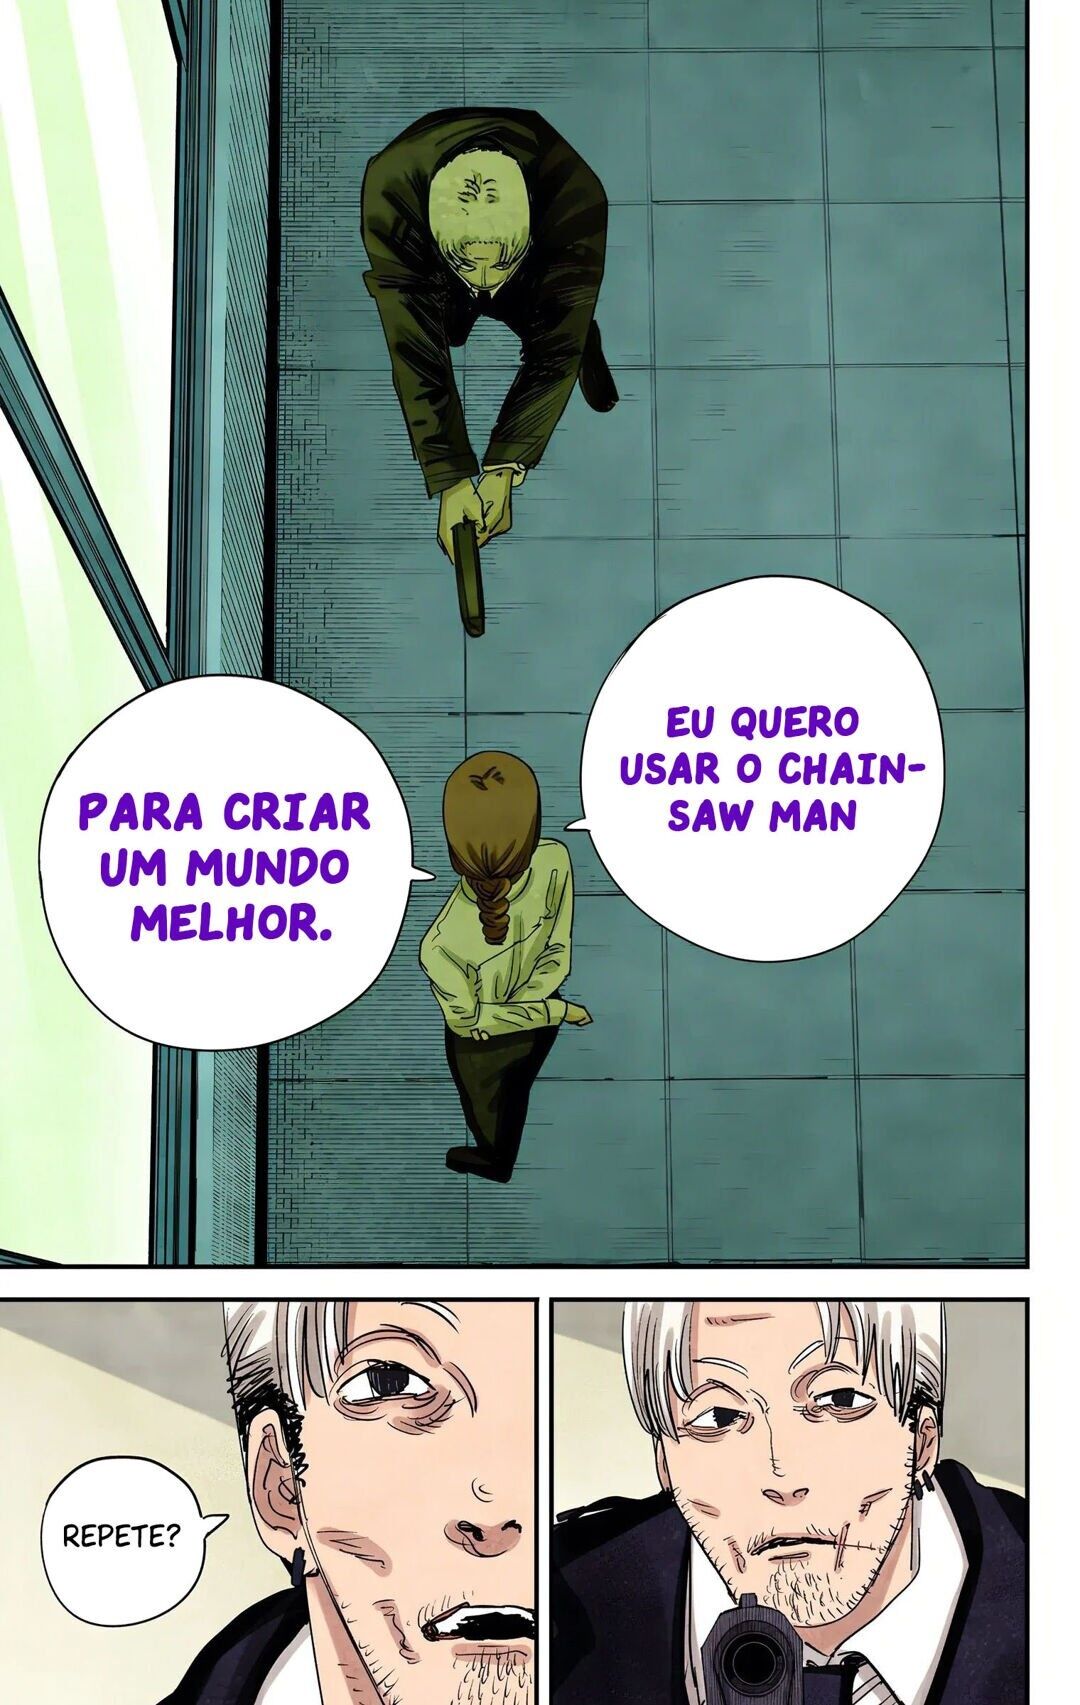 EU QUERO
USAR O CHAIN-
SAW MAN
PARA CRIAR
UM MUNDO
MELHOR.
REPETE?